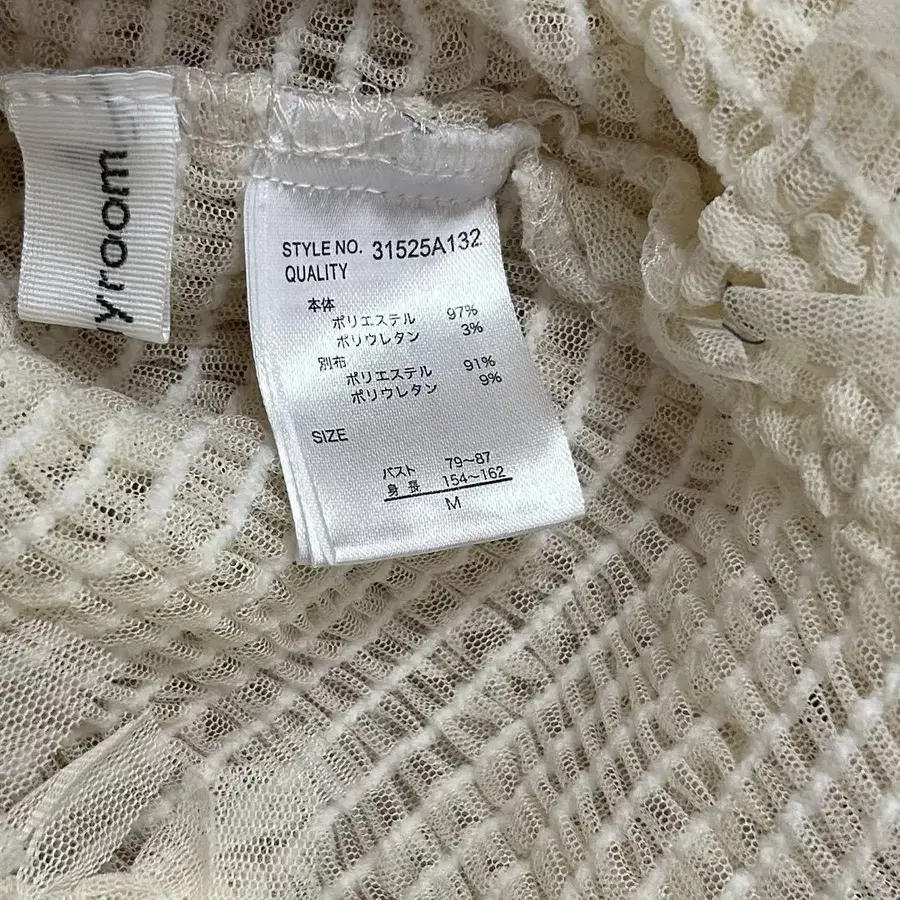 yroom
STYLE NO. 31525A132
QUALITY
本体
ポリエステル 97%
ポリウレタン 3%
別布
ポリエステル 91%
ポリウレタン 9%
SIZE
バスト 79~87
身長 154~162
M